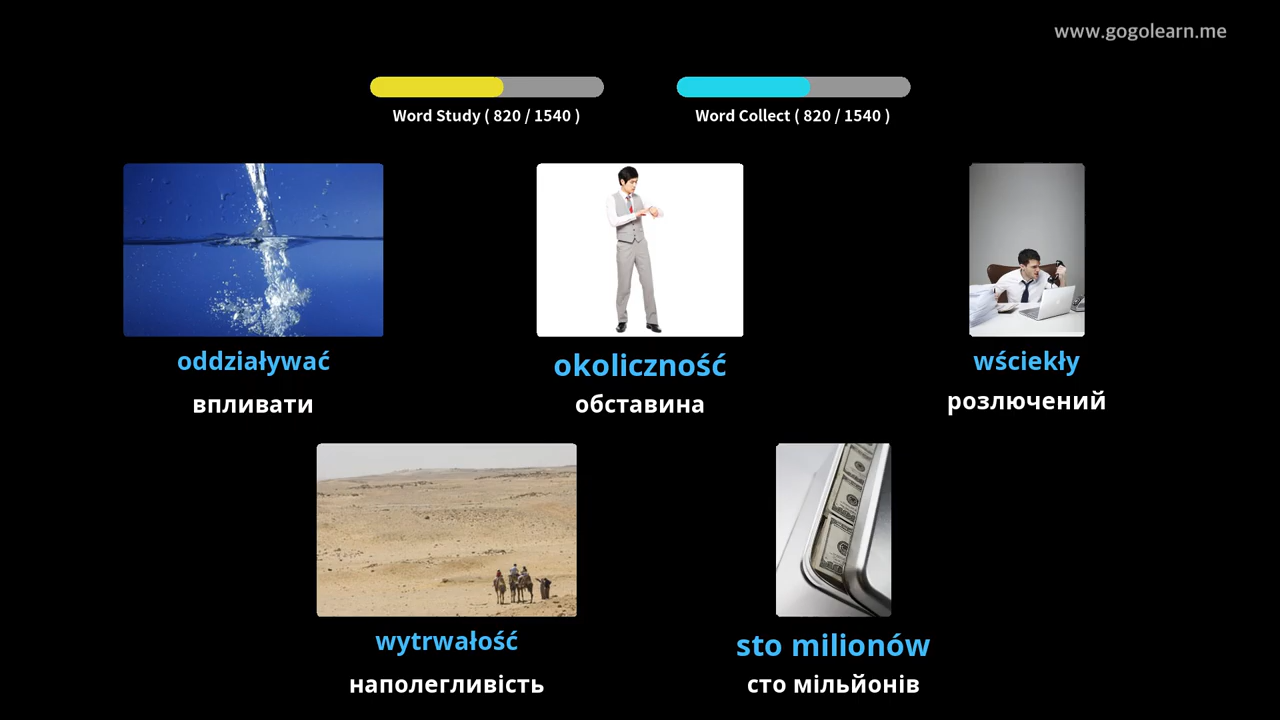 www.gogolearn.me
Word Study ( 820 / 1540 )
Word Collect ( 820 / 1540 )
oddziaływać
впливати
okoliczność
обставина
wściekły
розлючений
wytrwałość
наполегливість
sto milionów
сто мільйонів